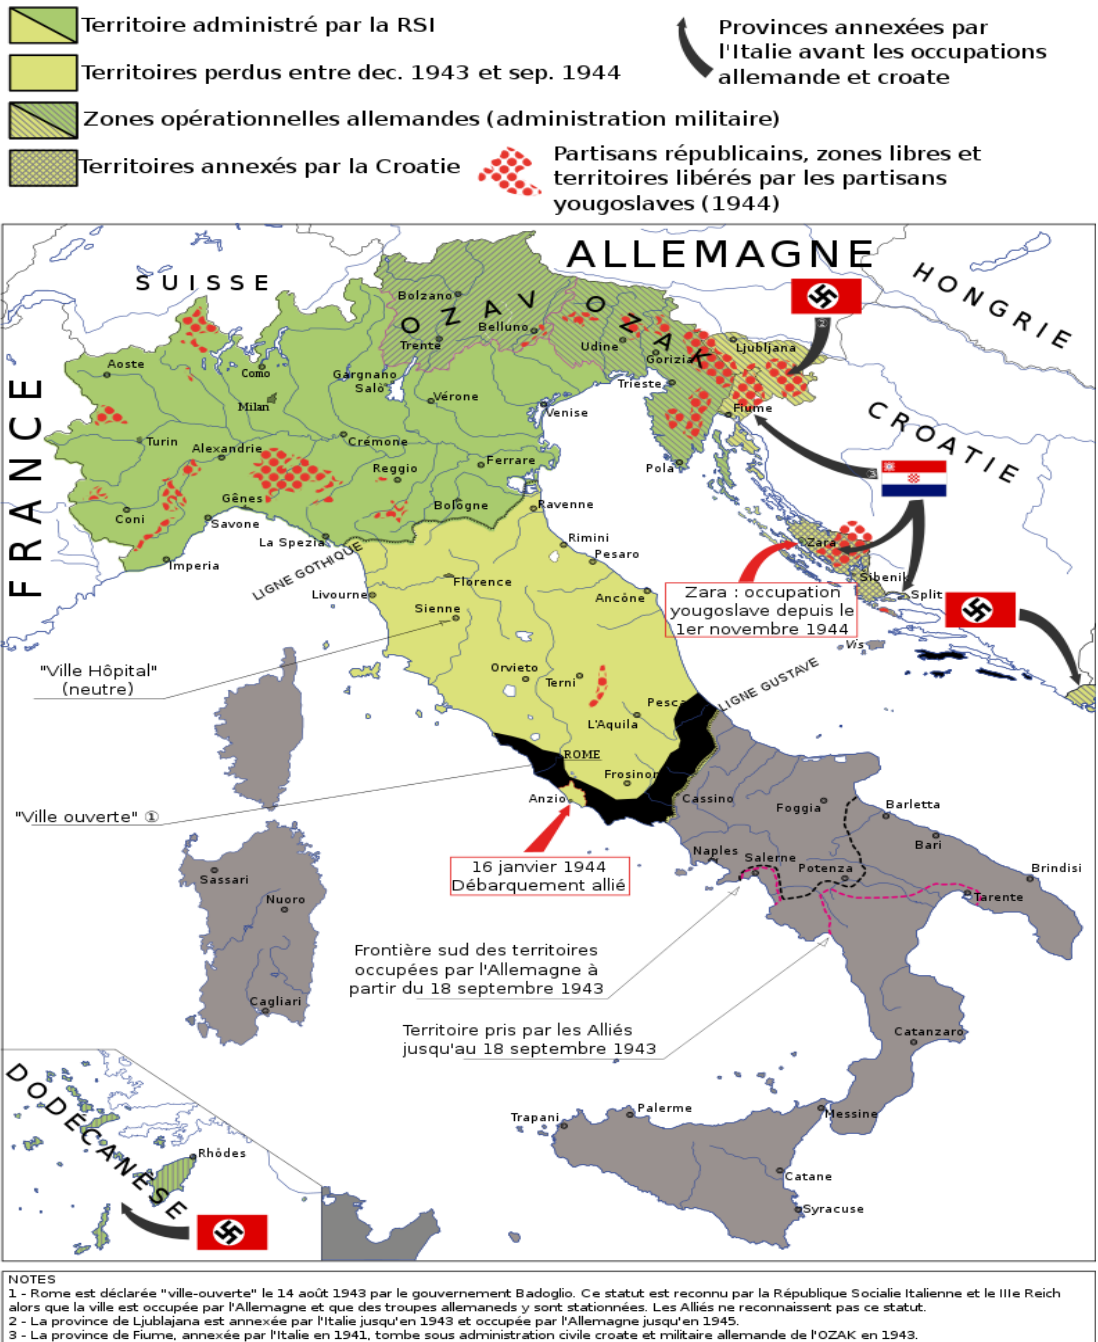 Territoire administré par la RSI
Territoires perdus entre dec. 1943 et sep. 1944
Zones opérationnelles allemandes (administration militaire)
Territoires annexés par la Croatie
Provinces annexées par
l'Italie avant les occupations
allemande et croate
Partisans républicains, zones libres et
territoires libérés par les partisans
yougoslaves (1944)
ALLEMAGNE
SUISSE
HONGRIE
FRANCE
CROATIE
OZAV
OZAK
Bolzano
Belluno
Trente
Udine
Gorizia
Ljubljana
2
Aoste
Como
Gargnano
Salò
Trieste
Milan
Vérone
Venise
Fiume
Turin
Alexandrie
Crémone
Reggio
Ferrare
Pola
3
Gênes
Bologne
Ravenne
Coni
Savone
La Spezia
Imperia
LIGNE GOTHIQUE
Rimini
Pesaro
Zara
Sibenik
Split
Florence
Livourne
Sienne
Ancône
Zara : occupation
yougoslave depuis le
1er novembre 1944
Vis
"Ville Hôpital"
(neutre)
Orvieto
Terni
LIGNE GUSTAVE
Pesca
L'Aquila
ROME
Frosinon
Anzio
Cassino
Foggia
Barletta
Bari
"Ville ouverte" ①
16 janvier 1944
Débarquement allié
Naples
Salerne
Potenza
Brindisi
Tarente
Sassari
Nuoro
Cagliari
Frontière sud des territoires
occupées par l'Allemagne à
partir du 18 septembre 1943
Territoire pris par les Alliés
jusqu'au 18 septembre 1943
Catanzaro
DODÉCANÈSE
Rhôdes
Trapani
Palerme
Messine
Catane
Syracuse
NOTES
1 - Rome est déclarée "ville-ouverte" le 14 août 1943 par le gouvernement Badoglio. Ce statut est reconnu par la République Socialie Italienne et le IIIe Reich
alors que la ville est occupée par l'Allemagne et que des troupes allemaneds y sont stationnées. Les Alliés ne reconnaissent pas ce statut.
2 - La province de Ljublajana est annexée par l'Italie jusqu'en 1943 et occupée par l'Allemagne jusqu'en 1945.
3 - La province de Fiume, annexée par l'Italie en 1941, tombe sous administration civile croate et militaire allemande de l'OZAK en 1943.